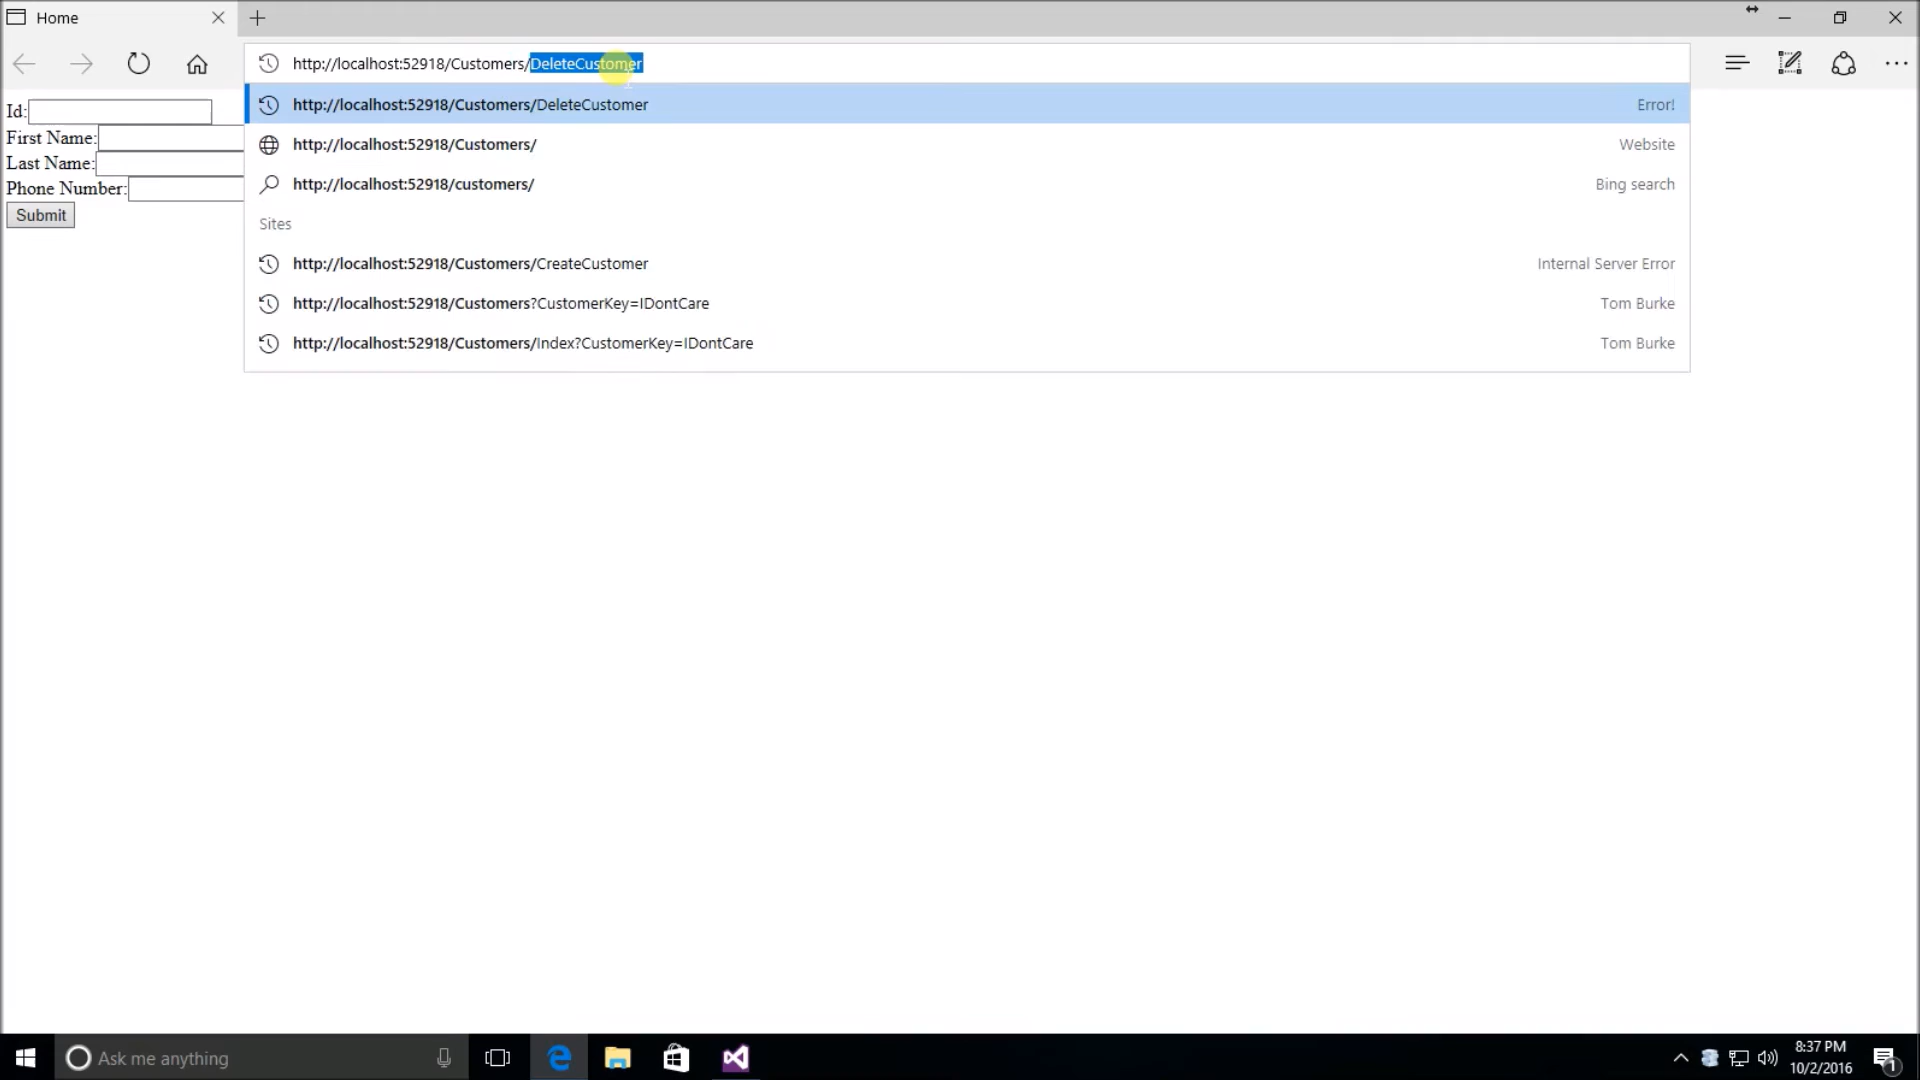 Home
http://localhost:52918/Customers/DeleteCustomer
http://localhost:52918/Customers/DeleteCustomer Error!
http://localhost:52918/Customers/ Website
http://localhost:52918/customers/ Bing search
Sites
http://localhost:52918/Customers/CreateCustomer Internal Server Error
http://localhost:52918/Customers?CustomerKey=IDontCare Tom Burke
http://localhost:52918/Customers/Index?CustomerKey=IDontCare Tom Burke
Id:
First Name:
Last Name:
Phone Number:
Submit
Ask me anything
8:37 PM
10/2/2016
1